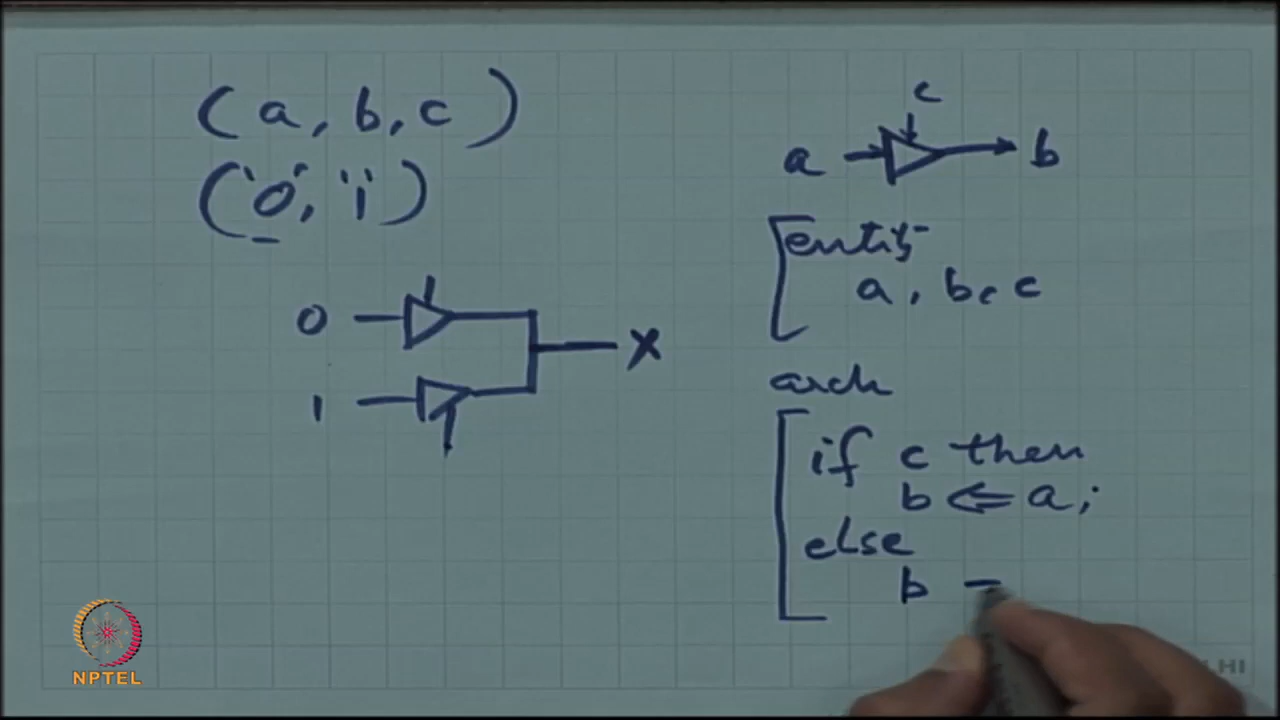 (a, b, c)
('0', '1')
0
1
X
c
a
b
entity
a, b, c
arch
if c then
b <= a;
else
b
NPTEL